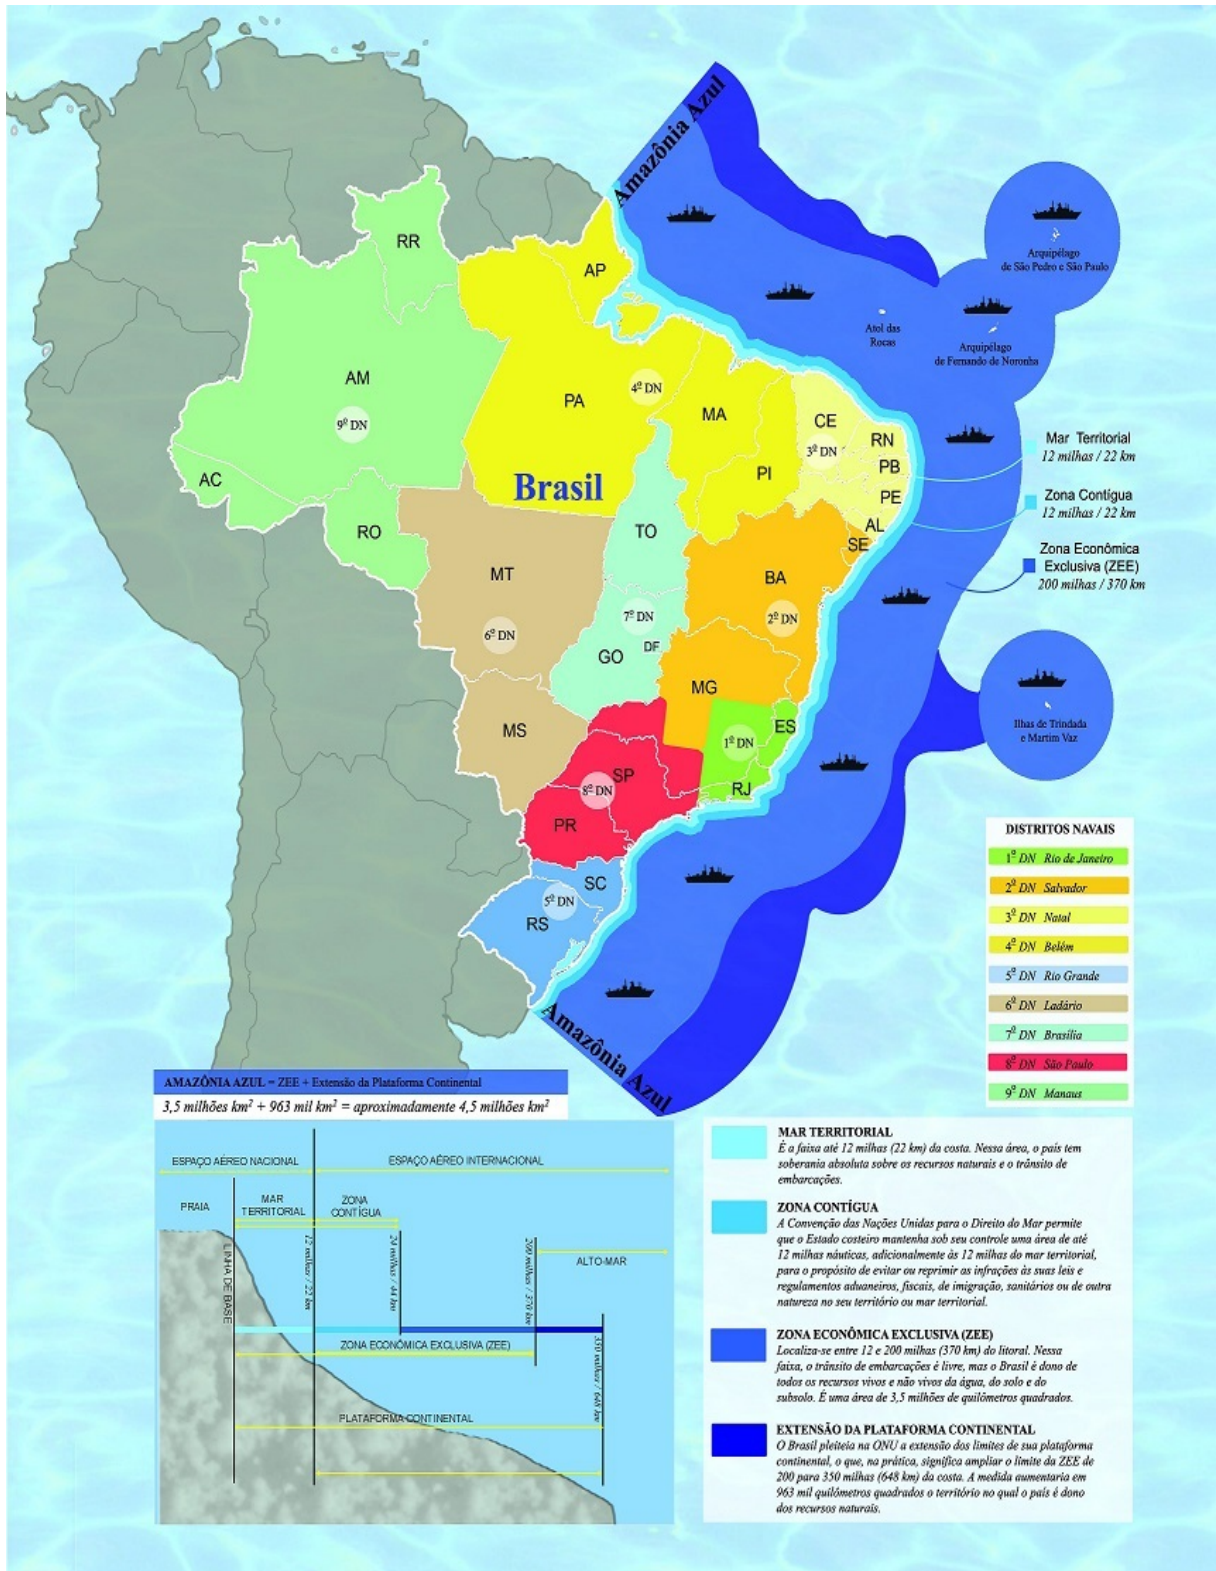 Amazônia Azul
Arquipélago
de São Pedro e São Paulo
RR
AP
Atol das
Rocas
Arquipélago
de Fernando de Noronha
AM
9º DN
PA
4º DN
MA
CE
3º DN
RN
PB
PE
PI
AL
SE
Mar Territorial
12 milhas / 22 km
Zona Contígua
12 milhas / 22 km
Zona Econômica
Exclusiva (ZEE)
200 milhas / 370 km
AC
Brasil
RO
TO
MT
BA
6º DN
7º DN
2º DN
GO
DF
MG
MS
1º DN
ES
Ilhas de Trindada
e Martim Vaz
SP
8º DN
RJ
PR
SC
5º DN
RS
Amazônia Azul
DISTRITOS NAVAIS
1º DN Rio de Janeiro
2º DN Salvador
3º DN Natal
4º DN Belém
5º DN Rio Grande
6º DN Ladário
7º DN Brasília
8º DN São Paulo
9º DN Manaus
AMAZÔNIA AZUL = ZEE + Extensão da Plataforma Continental
3,5 milhões km² + 963 mil km² = aproximadamente 4,5 milhões km²
ESPAÇO AÉREO NACIONAL
ESPAÇO AÉREO INTERNACIONAL
PRAIA
MAR
TERRITORIAL
ZONA
CONTÍGUA
LINHA DE BASE
12 milhas / 22 km
24 milhas / 44 km
200 milhas / 370 km
ALTO-MAR
ZONA ECONÔMICA EXCLUSIVA (ZEE)
350 milhas / 648 km
PLATAFORMA CONTINENTAL
MAR TERRITORIAL
É a faixa até 12 milhas (22 km) da costa. Nessa área, o país tem
soberania absoluta sobre os recursos naturais e o trânsito de
embarcações.
ZONA CONTÍGUA
A Convenção das Nações Unidas para o Direito do Mar permite
que o Estado costeiro mantenha sob seu controle uma área de até
12 milhas náuticas, adicionalmente às 12 milhas do mar territorial,
para o propósito de evitar ou reprimir as infrações às suas leis e
regulamentos aduaneiros, fiscais, de imigração, sanitários ou de outra
natureza no seu território ou mar territorial.
ZONA ECONÔMICA EXCLUSIVA (ZEE)
Localiza-se entre 12 e 200 milhas (370 km) do litoral. Nessa
faixa, o trânsito de embarcações é livre, mas o Brasil é dono de
todos os recursos vivos e não vivos da água, do solo e do
subsolo. É uma área de 3,5 milhões de quilômetros quadrados.
EXTENSÃO DA PLATAFORMA CONTINENTAL
O Brasil pleiteia na ONU a extensão dos limites de sua plataforma
continental, o que, na prática, significa ampliar o limite da ZEE de
200 para 350 milhas (648 km) da costa. A medida aumentaria em
963 mil quilômetros quadrados o território no qual o país é dono
dos recursos naturais.